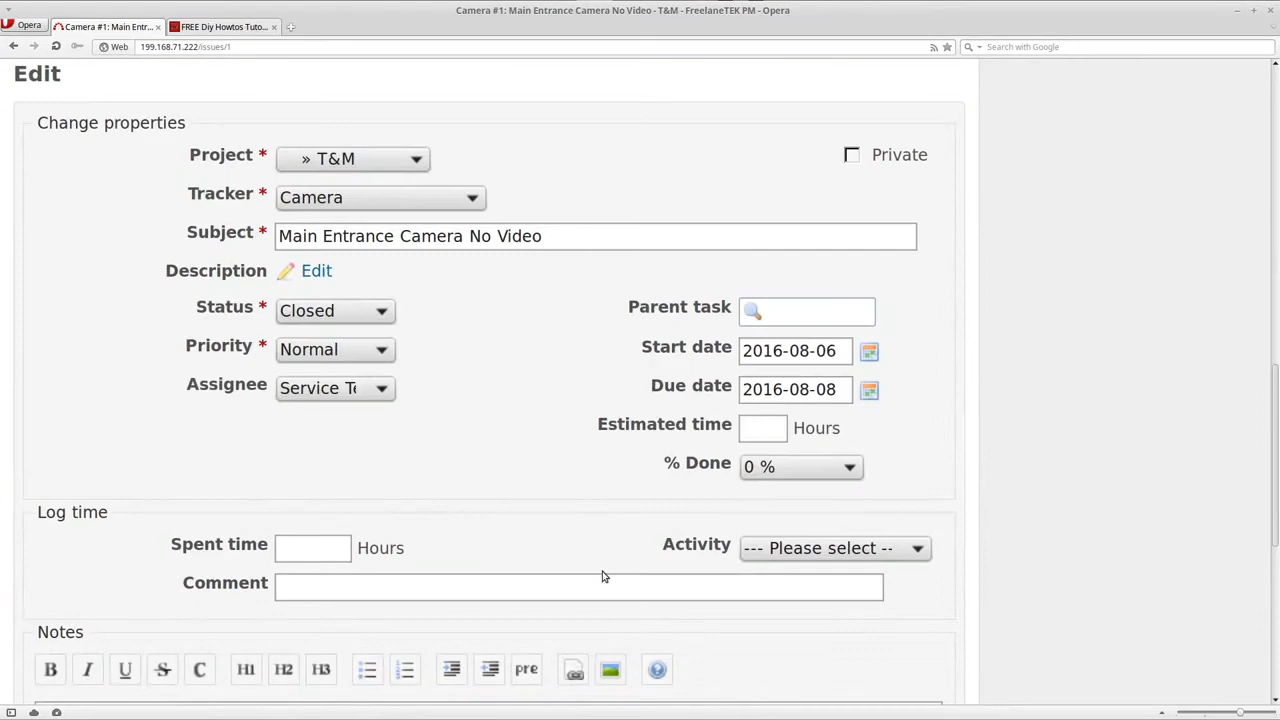 Camera #1: Main Entrance Camera No Video - T&M - FreelaneTEK PM - Opera
Opera
Camera #1: Main Entr...
FREE Diy Howtos Tuto...
Web
199.168.71.222/issues/1
Search with Google
Edit
Change properties
Project *
» T&M
Private
Tracker *
Camera
Subject *
Main Entrance Camera No Video
Description
Edit
Status *
Closed
Parent task
Priority *
Normal
Start date
2016-08-06
Assignee
Service Te
Due date
2016-08-08
Estimated time
Hours
% Done
0 %
Log time
Spent time
Hours
Activity
--- Please select --
Comment
Notes
B I U S C H1 H2 H3 pre